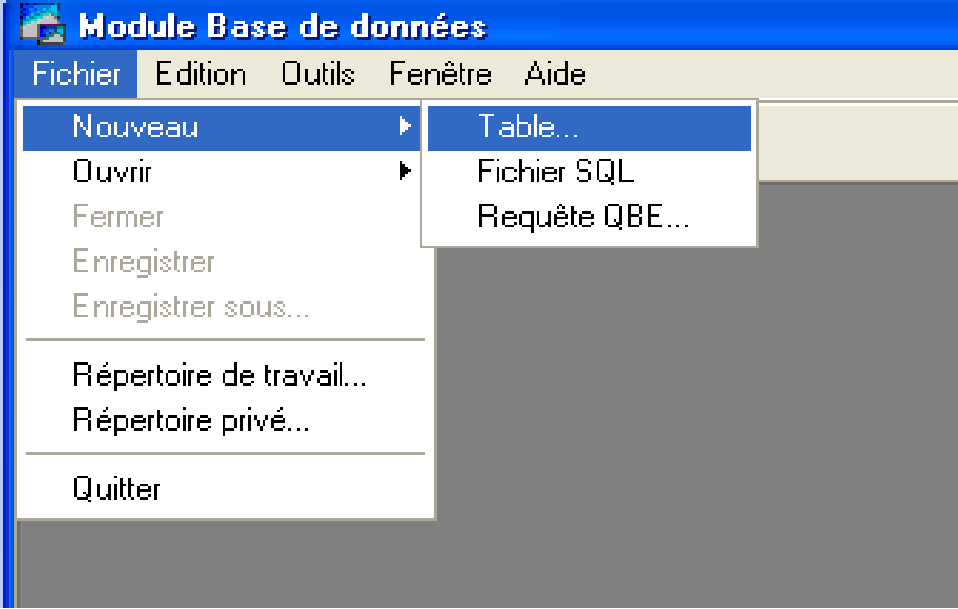 Module Base de données
Fichier Edition Outils Fenêtre Aide
Nouveau
Ouvrir
Fermer
Enregistrer
Enregistrer sous...
Répertoire de travail...
Répertoire privé...
Quitter
Table...
Fichier SQL
Requête QBE...